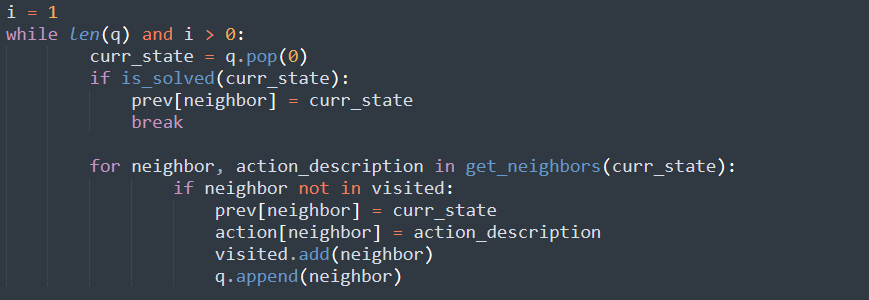 i = 1
while len(q) and i > 0:
        curr_state = q.pop(0)
        if is_solved(curr_state):
            prev[neighbor] = curr_state
            break

        for neighbor, action_description in get_neighbors(curr_state):
                if neighbor not in visited:
                    prev[neighbor] = curr_state
                    action[neighbor] = action_description
                    visited.add(neighbor)
                    q.append(neighbor)